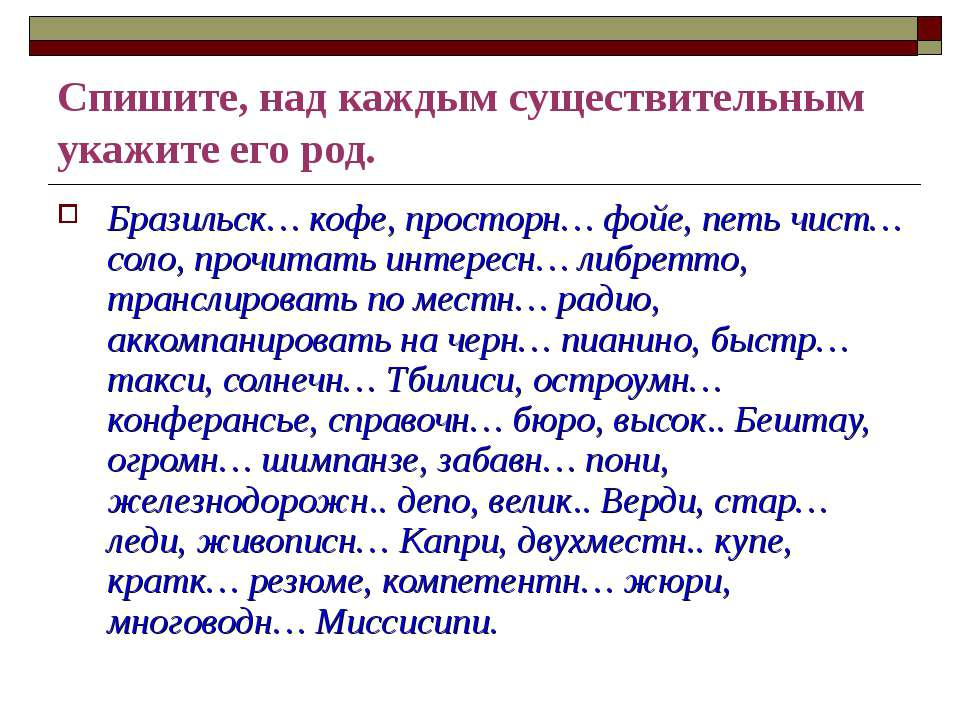 Спишите, над каждым существительным
укажите его род.
Бразильск… кофе, просторн… фойе, петь чист…
соло, прочитать интересн… либретто,
транслировать по местн… радио,
аккомпанировать на черн… пианино, быстр…
такси, солнечн… Тбилиси, остроумн…
конферансье, справочн… бюро, высок.. Бештау,
огромн… шимпанзе, забавн… пони,
железнодорожн.. депо, велик.. Верди, стар…
леди, живописн… Капри, двухместн.. купе,
кратк… резюме, компетентн… жюри,
многоводн… Миссисипи.